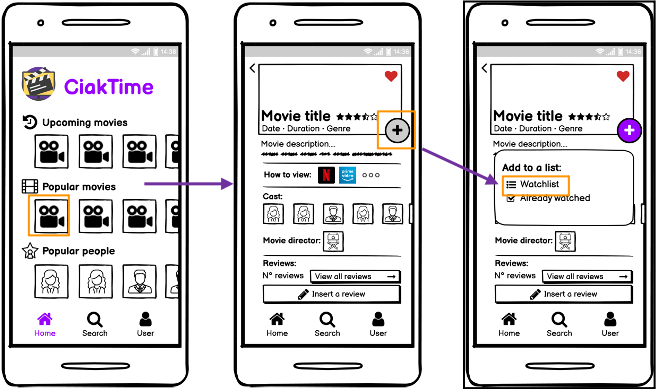 14:38
CiakTime
Upcoming movies
Popular movies
Popular people
Home
Search
User
14:38
Movie title
+
Date · Duration · Genre
Movie description...
How to view:
N
prime video
Cast:
Movie director:
Reviews:
N° reviews
View all reviews →
Insert a review
Home
Search
User
14:38
Movie title
+
Date · Duration · Genre
Movie description...
Add to a list:
Watchlist
Already watched
Movie director:
Reviews:
N° reviews
View all reviews →
Insert a review
Home
Search
User